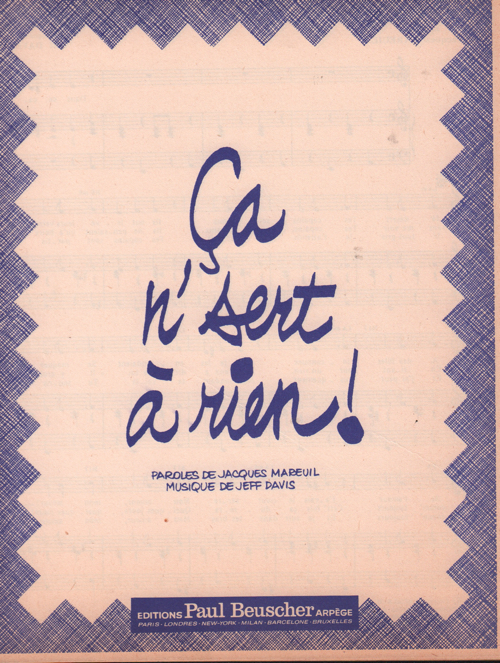 Ça
n'sert
à rien!
PAROLES DE JACQUES MAREUIL
MUSIQUE DE JEFF DAVIS
EDITIONS Paul Beuscher ARPÈGE
PARIS - LONDRES - NEW-YORK - MILAN - BARCELONE - BRUXELLES